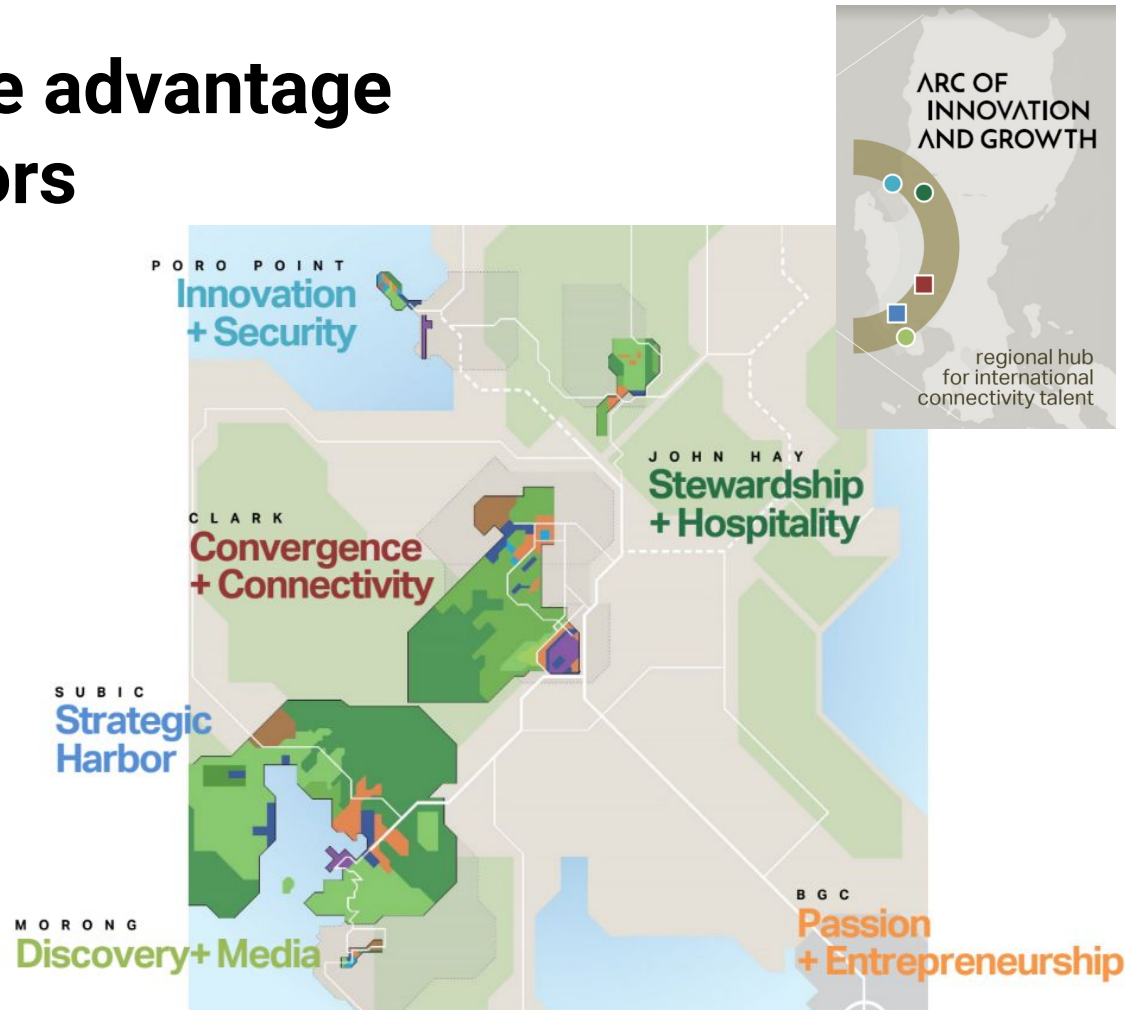 e advantage
ors
ARC OF
INNOVATION
AND GROWTH
regional hub
for international
connectivity talent
PORO POINT
Innovation
+ Security
JOHN HAY
Stewardship
+ Hospitality
CLARK
Convergence
+ Connectivity
SUBIC
Strategic
Harbor
MORONG
Discovery+ Media
BGC
Passion
+ Entrepreneurship